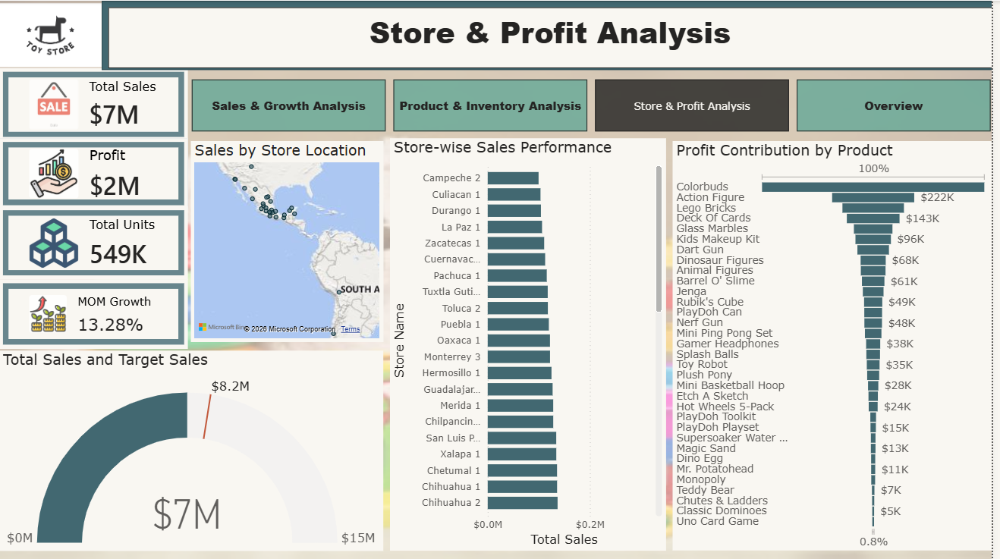 Store & Profit Analysis
TOY STORE
Total Sales
$7M
SALE
Profit
$2M
Total Units
549K
MOM Growth
13.28%
Sales & Growth Analysis
Product & Inventory Analysis
Store & Profit Analysis
Overview
Sales by Store Location
SOUTH A
Microsoft Bing
© 2026 Microsoft Corporation
Terms
Store-wise Sales Performance
Store Name
Campeche 2
Culiacan 1
Durango 1
La Paz 1
Zacatecas 1
Cuernavac...
Pachuca 1
Tuxtla Guti...
Toluca 2
Puebla 1
Oaxaca 1
Monterrey 3
Hermosillo 1
Guadalajar...
Merida 1
Chilpancin...
San Luis P...
Xalapa 1
Chetumal 1
Chihuahua 1
Chihuahua 2
$0.0M
$0.2M
Total Sales
Profit Contribution by Product
100%
Colorbuds
Action Figure $222K
Lego Bricks
Deck Of Cards $143K
Glass Marbles
Kids Makeup Kit $96K
Dart Gun
Dinosaur Figures $68K
Animal Figures
Barrel O' Slime $61K
Jenga
Rubik's Cube $49K
PlayDoh Can
Nerf Gun $48K
Mini Ping Pong Set
Gamer Headphones $38K
Splash Balls
Toy Robot $35K
Plush Pony
Mini Basketball Hoop $28K
Etch A Sketch
Hot Wheels 5-Pack $24K
PlayDoh Toolkit
PlayDoh Playset $15K
Supersoaker Water ...
Magic Sand $13K
Dino Egg
Mr. Potatohead $11K
Monopoly
Teddy Bear $7K
Chutes & Ladders
Classic Dominoes $5K
Uno Card Game
0.8%
Total Sales and Target Sales
$8.2M
$7M
$0M
$15M